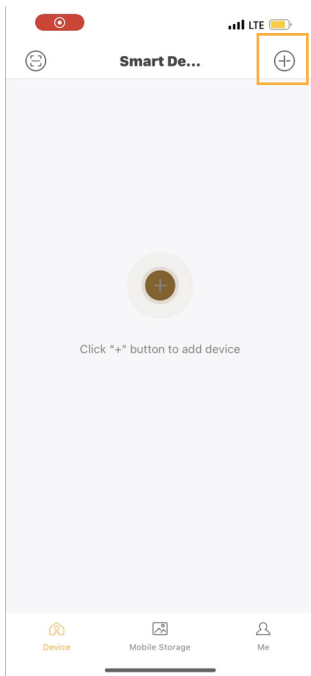 LTE
Smart De...
Click "+" button to add device
Device
Mobile Storage
Me